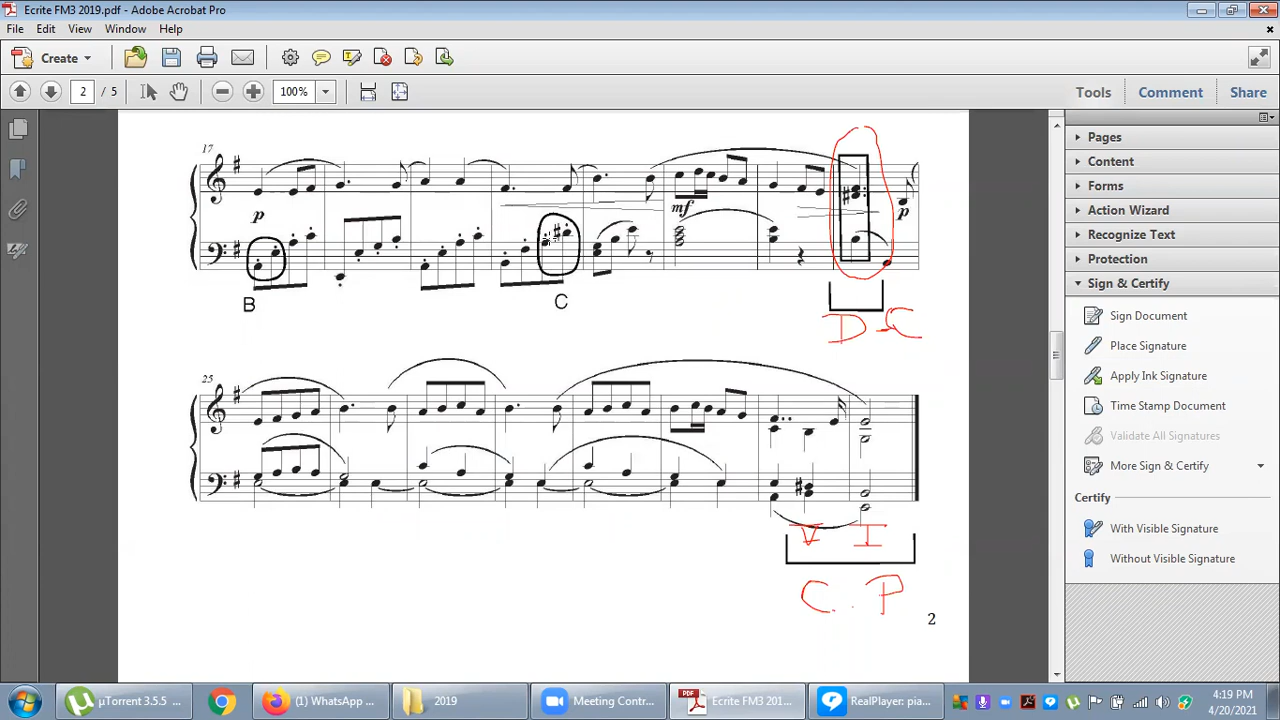 Ecrite FM3 2019.pdf - Adobe Acrobat Pro
File Edit View Window Help
Create
2 / 5 100% Tools Comment Share
Pages
Content
Forms
Action Wizard
Recognize Text
Protection
Sign & Certify
Sign Document
Place Signature
Apply Ink Signature
Time Stamp Document
Validate All Signatures
More Sign & Certify
Certify
With Visible Signature
Without Visible Signature
17
p mf p
B C
D.C
25
V I
C. P
2
µTorrent 3.5.5 ... (1) WhatsApp ... 2019 Meeting Contr... PDF Ecrite FM3 201... RealPlayer: pia...
4:19 PM
4/20/2021